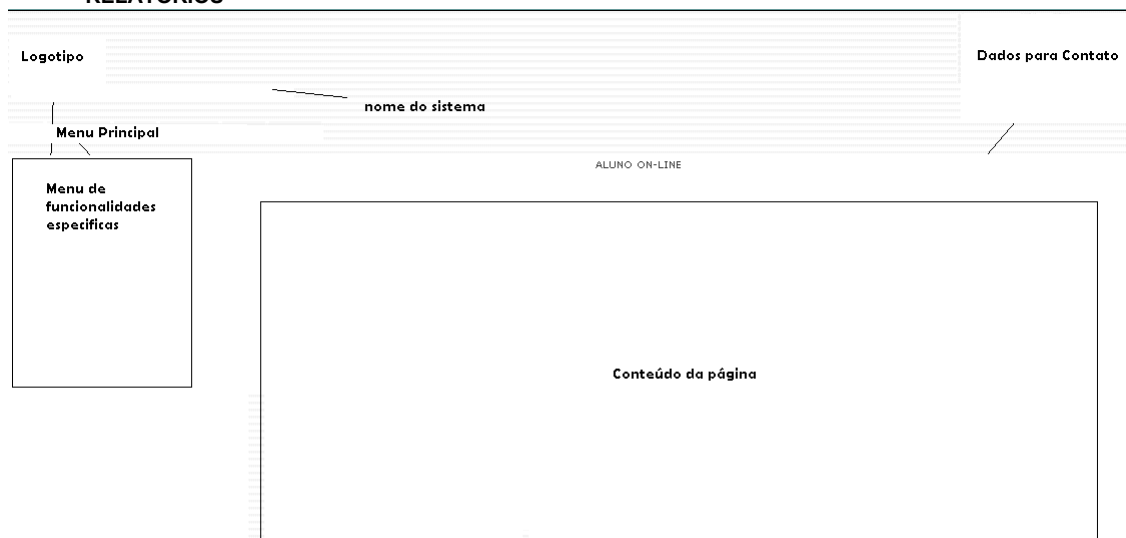 RELATÓRIOS
Logotipo
Dados para Contato
nome do sistema
Menu Principal
ALUNO ON-LINE
Menu de
funcionalidades
especificas
Conteúdo da página